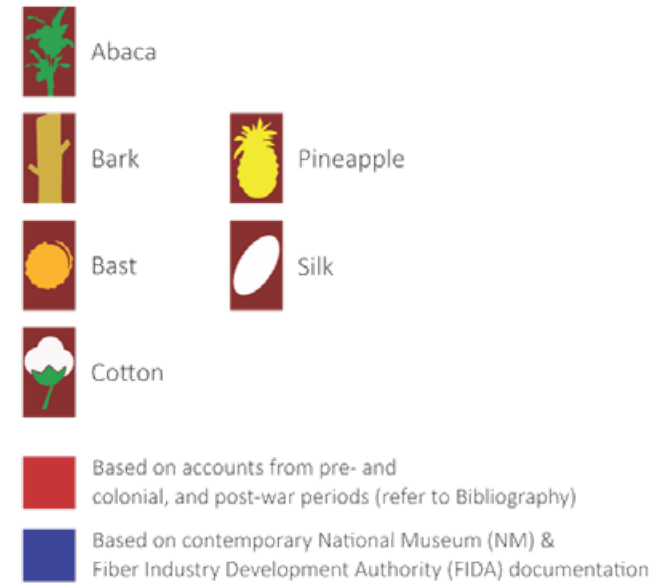 Abaca
Bark
Pineapple
Bast
Silk
Cotton
Based on accounts from pre- and
colonial, and post-war periods (refer to Bibliography)
Based on contemporary National Museum (NM) &
Fiber Industry Development Authority (FIDA) documentation